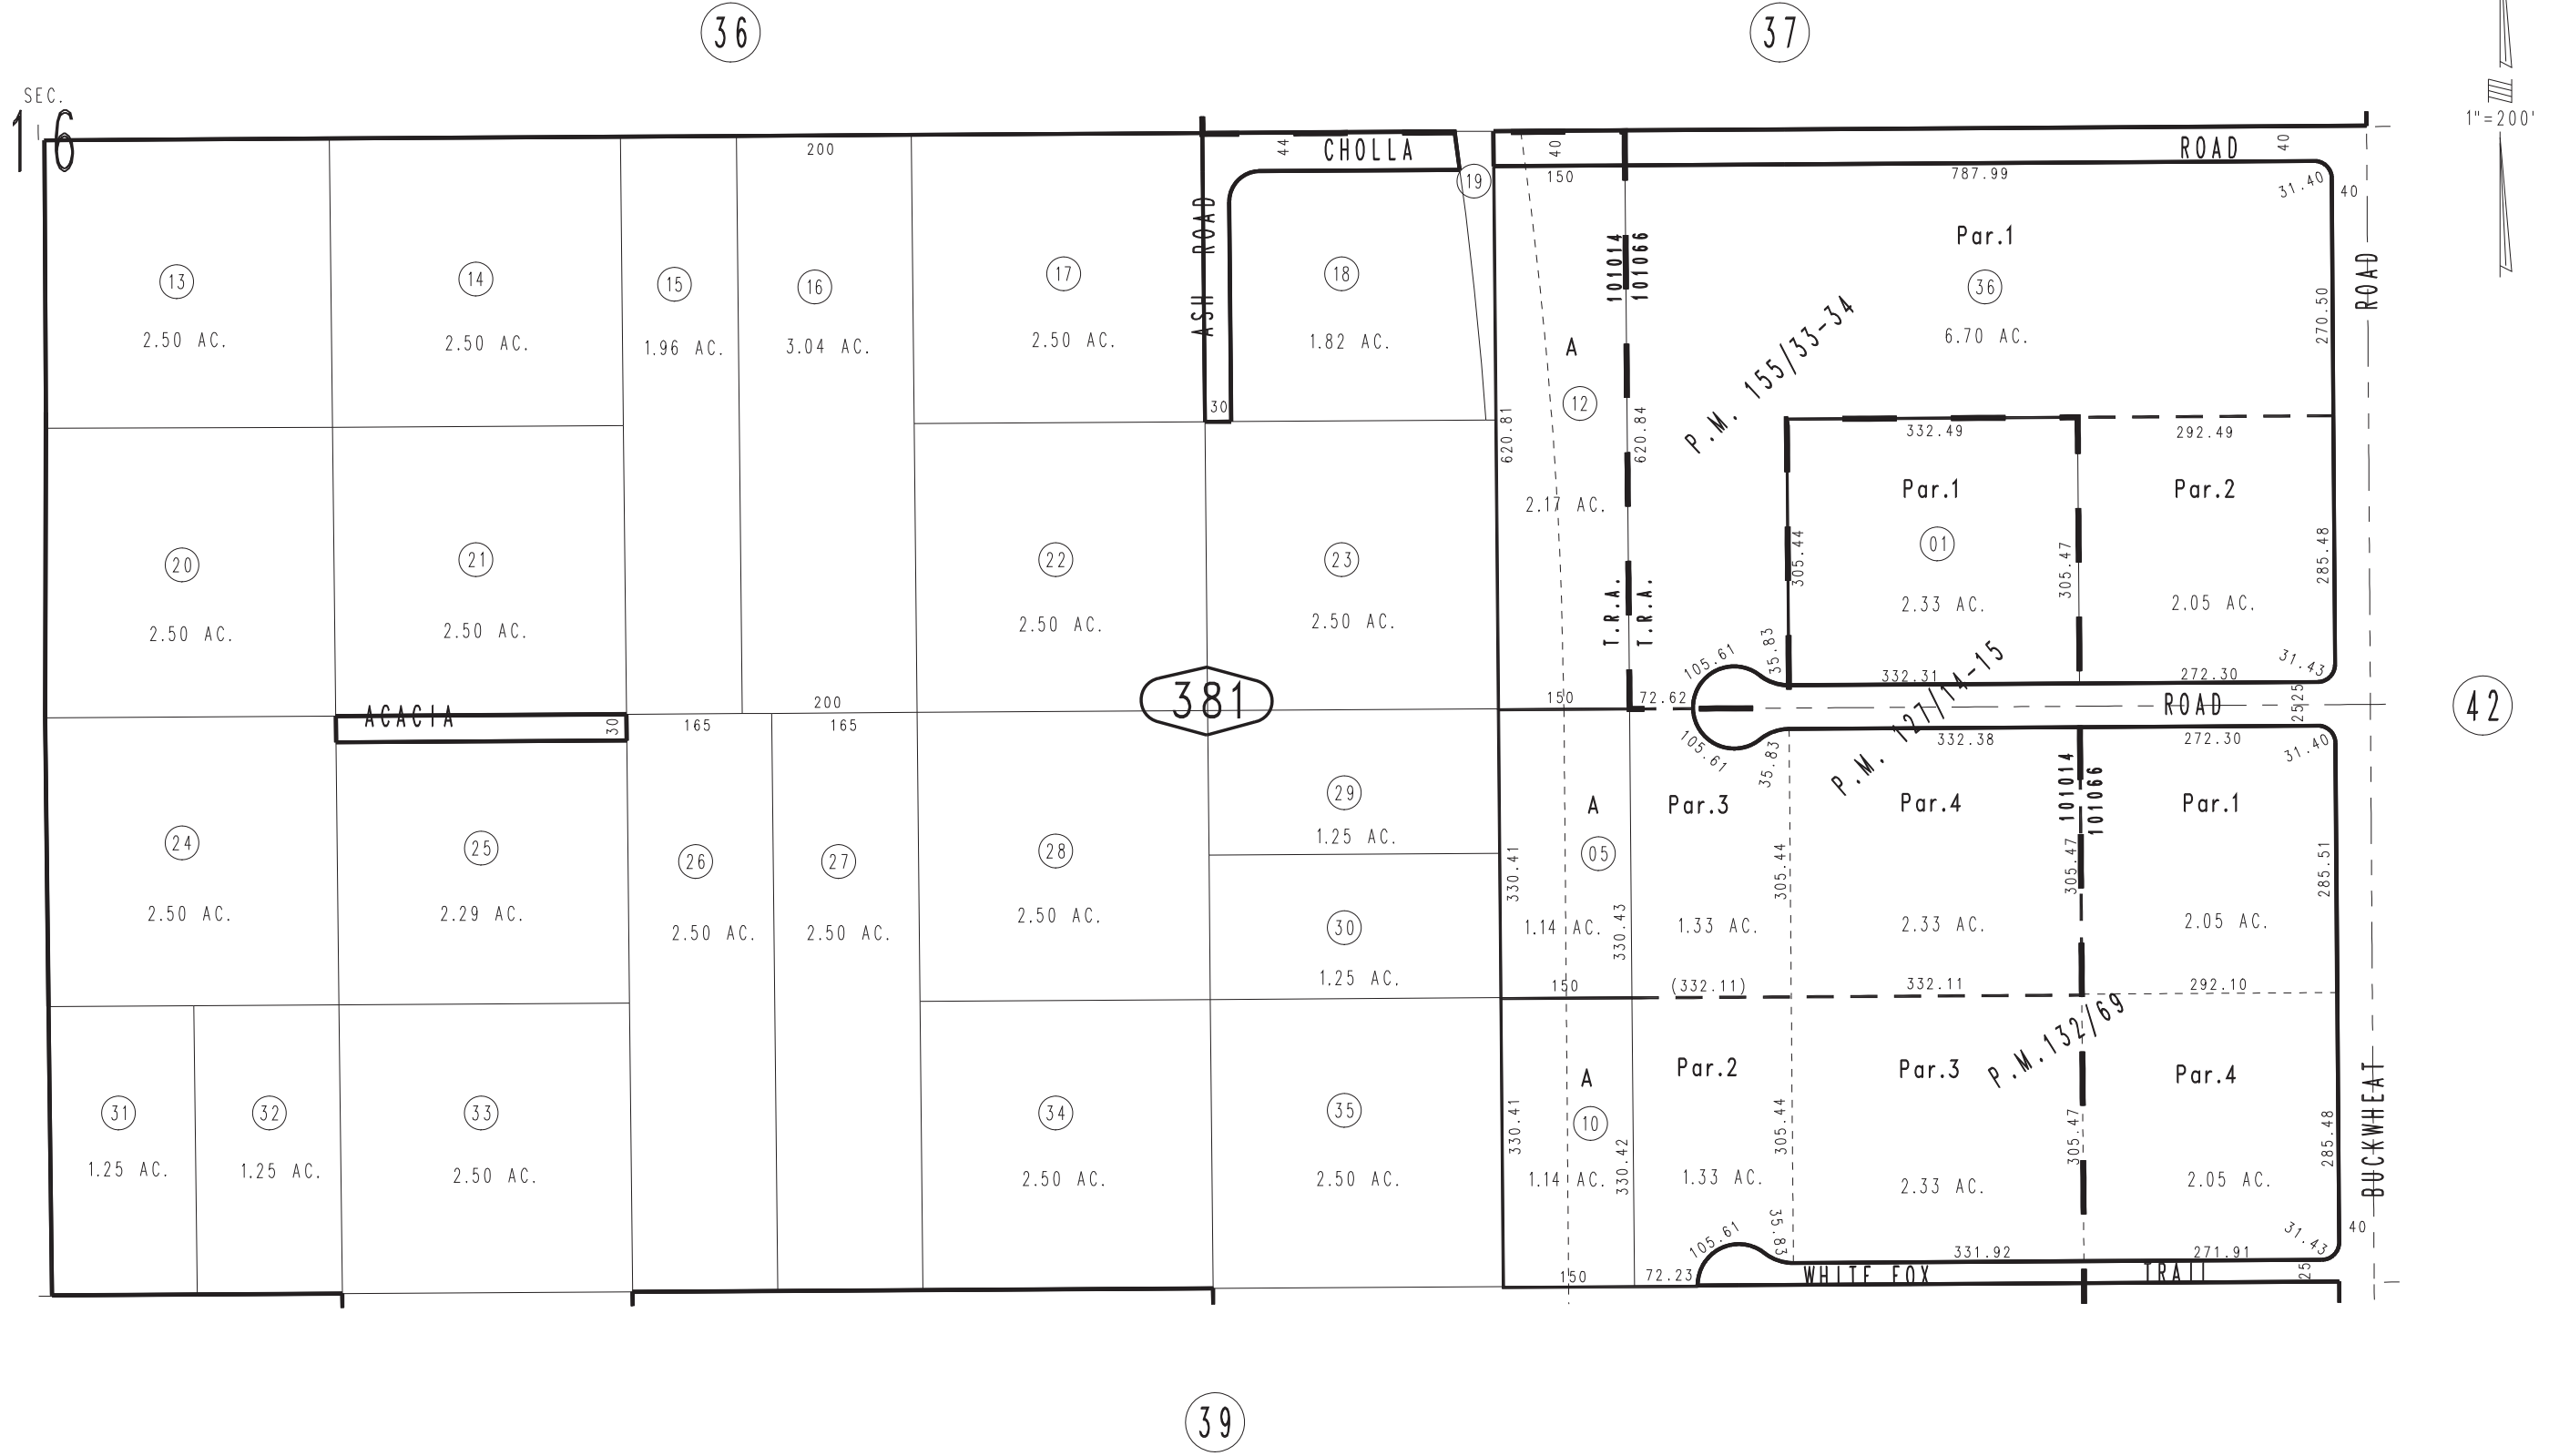 36
37
SEC.
16
1"=200'
200
44
CHOLLA
40
ROAD
40
19
150
787.99
31.40
40
ASH ROAD
101014
101066
Par.1
ROAD
13
14
15
16
17
18
36
270.50
2.50 AC.
2.50 AC.
1.96 AC.
3.04 AC.
2.50 AC.
1.82 AC.
A
6.70 AC.
P.M. 155/33-34
12
30
620.81
620.84
332.49
292.49
Par.1
Par.2
2.17 AC.
20
21
22
23
305.44
01
305.47
285.48
2.50 AC.
2.50 AC.
2.50 AC.
2.50 AC.
T.R.A.
T.R.A.
2.33 AC.
2.05 AC.
105.61
35.83
332.31
272.30
31.43
381
200
150
72.62
25
25
ROAD
42
ACACIA
30
165
165
P.M. 127/14-15
105.61
35.83
332.38
272.30
31.40
101014
101066
29
A
Par.3
Par.4
Par.1
1.25 AC.
24
25
26
27
28
05
330.41
305.44
305.47
285.51
2.50 AC.
2.29 AC.
2.50 AC.
2.50 AC.
2.50 AC.
30
1.14 AC.
330.43
1.33 AC.
2.33 AC.
2.05 AC.
1.25 AC.
150
(332.11)
332.11
292.10
P.M.132/69
A
Par.2
Par.3
Par.4
31
32
33
34
35
10
330.41
330.42
305.44
305.47
285.48
BUCKWHEAT
1.25 AC.
1.25 AC.
2.50 AC.
2.50 AC.
2.50 AC.
1.14 AC.
1.33 AC.
2.33 AC.
2.05 AC.
105.61
35.83
331.92
271.91
31.43
40
150
72.23
WHITE FOX
TRAIL
25
39